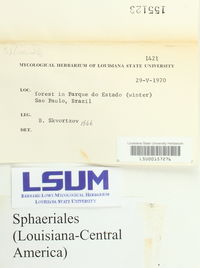 155123
1421
MYCOLOGICAL HERBARIUM OF LOUISIANA STATE UNIVERSITY
29-V-1970
LOC. forest in Parque do Estado (winter)
Sao Paulo, Brazil
LEG. B. Skvortzov
DET.
Louisiana State University Herbarium
LSUM
BERNARD LOWY MYCOLOGICAL HERBARIUM
LOUISIANA STATE UNIVERSITY
Sphaeriales
(Louisiana-Central
America)